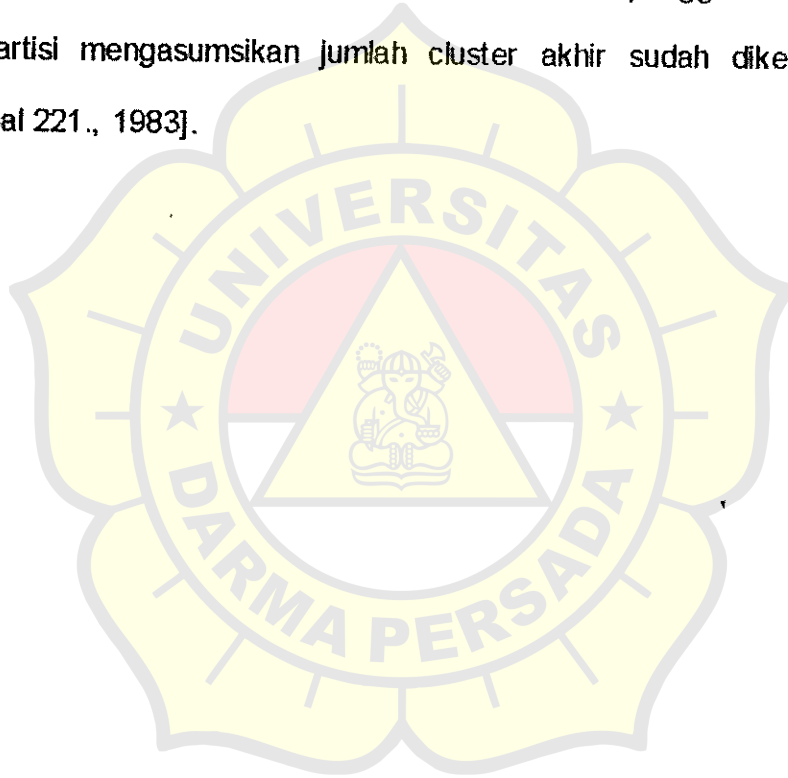 artisi mengasumsikan jumlah cluster akhir sudah dike
al 221., 1983].
UNIVERSITAS
DARMA PERSADA